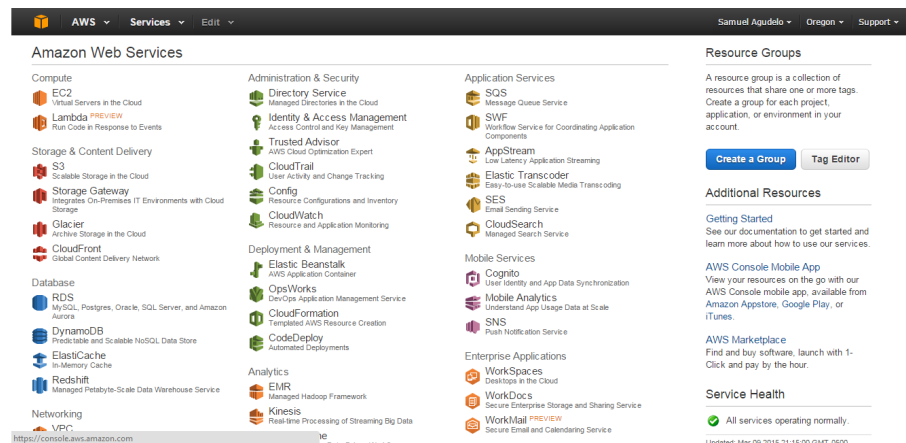 AWS Services Edit Samuel Agudelo Oregon Support
Amazon Web Services
Compute
EC2
Virtual Servers in the Cloud
Lambda PREVIEW
Run Code in Response to Events
Storage & Content Delivery
S3
Scalable Storage in the Cloud
Storage Gateway
Integrates On-Premises IT Environments with Cloud
Storage
Glacier
Archive Storage in the Cloud
CloudFront
Global Content Delivery Network
Database
RDS
MySQL, Postgres, Oracle, SQL Server, and Amazon
Aurora
DynamoDB
Predictable and Scalable NoSQL Data Store
ElastiCache
In-Memory Cache
Redshift
Managed Petabyte-Scale Data Warehouse Service
Networking
VPC
https://console.aws.amazon.com
Administration & Security
Directory Service
Managed Directories in the Cloud
Identity & Access Management
Access Control and Key Management
Trusted Advisor
AWS Cloud Optimization Expert
CloudTrail
User Activity and Change Tracking
Config
Resource Configurations and Inventory
CloudWatch
Resource and Application Monitoring
Deployment & Management
Elastic Beanstalk
AWS Application Container
OpsWorks
DevOps Application Management Service
CloudFormation
Templated AWS Resource Creation
CodeDeploy
Automated Deployments
Analytics
EMR
Managed Hadoop Framework
Kinesis
Real-time Processing of Streaming Big Data
Application Services
SQS
Message Queue Service
SWF
Workflow Service for Coordinating Application
Components
AppStream
Low Latency Application Streaming
Elastic Transcoder
Easy-to-use Scalable Media Transcoding
SES
Email Sending Service
CloudSearch
Managed Search Service
Mobile Services
Cognito
User Identity and App Data Synchronization
Mobile Analytics
Understand App Usage Data at Scale
SNS
Push Notification Service
Enterprise Applications
WorkSpaces
Desktops in the Cloud
WorkDocs
Secure Enterprise Storage and Sharing Service
WorkMail PREVIEW
Secure Email and Calendaring Service
Resource Groups
A resource group is a collection of
resources that share one or more tags.
Create a group for each project,
application, or environment in your
account.
Create a Group Tag Editor
Additional Resources
Getting Started
See our documentation to get started and
learn more about how to use our services.
AWS Console Mobile App
View your resources on the go with our
AWS Console mobile app, available from
Amazon Appstore, Google Play, or
iTunes.
AWS Marketplace
Find and buy software, launch with 1-
Click and pay by the hour.
Service Health
All services operating normally.
Updated: Mar 09 2015 21:15:00 GMT-0500